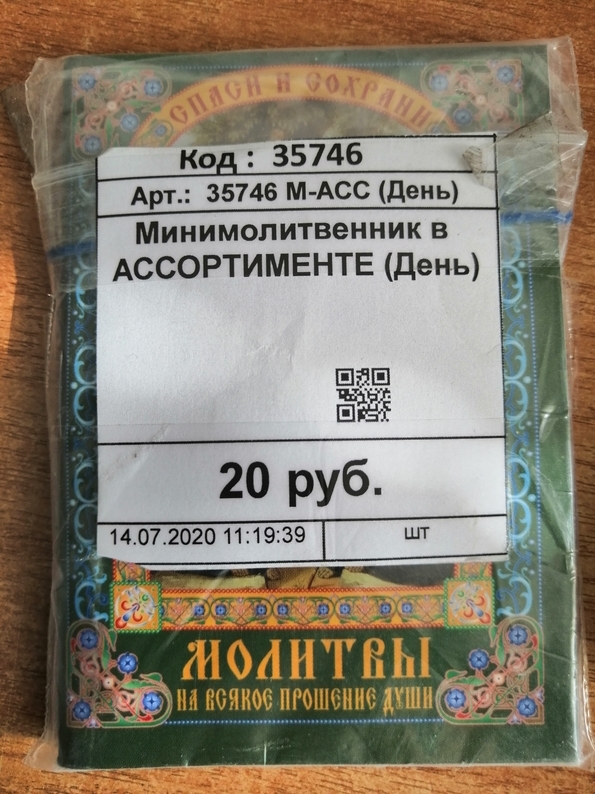 СПАСИ И СОХРАНИ
Код : 35746
Арт.: 35746 М-АСС (День)
Минимолитвенник в
АССОРТИМЕНТЕ (День)
20 руб.
14.07.2020 11:19:39 шт
МОЛИТВЫ
НА ВСЯКОЕ ПРОШЕНИЕ ДУШИ